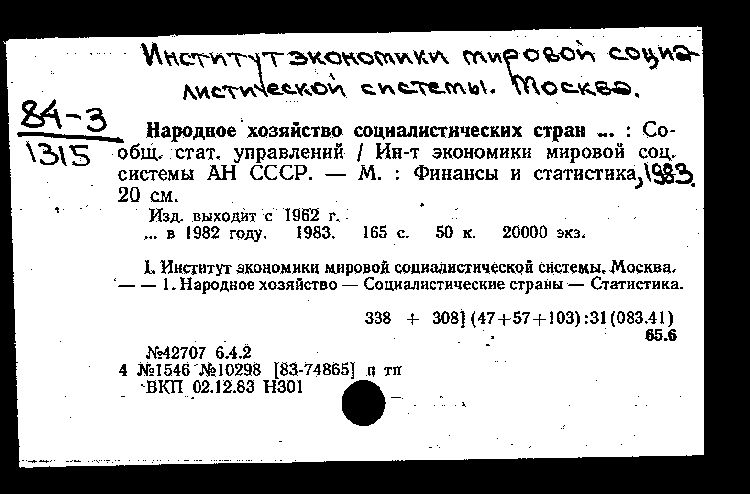 Институт экономики мировой социа-
листической системы. Москва.
84-3
1315
Народное хозяйство социалистических стран ... : Со-
общ. стат. управлений / Ин-т экономики мировой соц.
системы АН СССР. — М. : Финансы и статистика, 1983.
20 см.
Изд. выходит с 1962 г.
... в 1982 году. 1983. 165 с. 50 к. 20000 экз.
1. Институт экономики мировой социалистической системы. Москва.
— — 1. Народное хозяйство — Социалистические страны — Статистика.
338 + 308](47+57+103):31(083.41)
65.6
№42707 6.4.2
4 №1546 №10298 [83-74865] п тп
ВКП 02.12.83 Н301